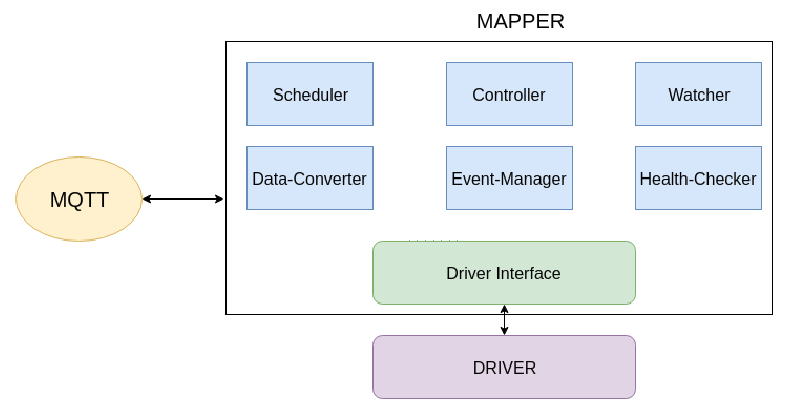 MAPPER
Scheduler
Controller
Watcher
Data-Converter
Event-Manager
Health-Checker
MQTT
Driver Interface
DRIVER